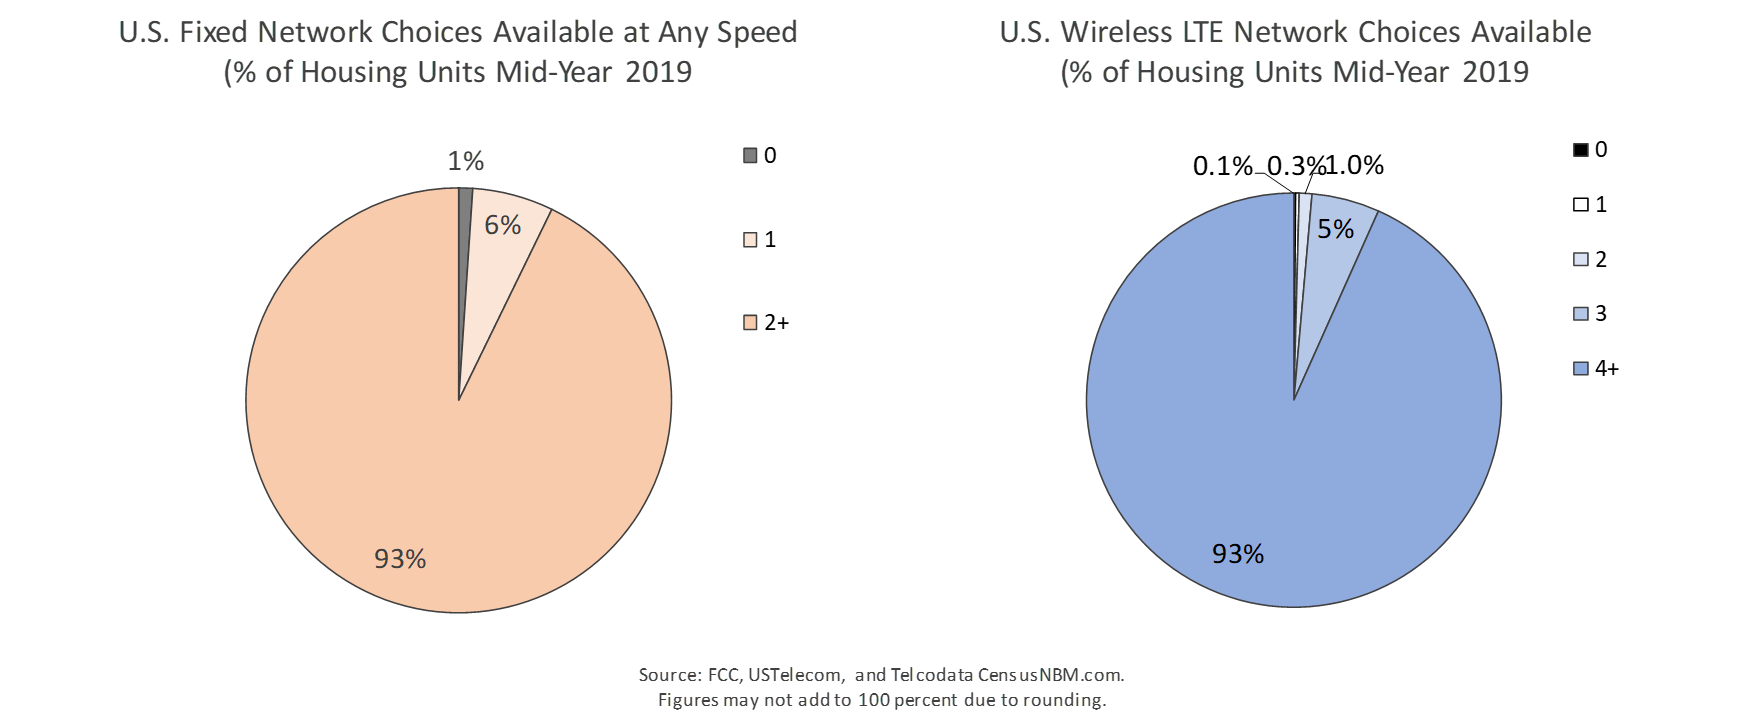 U.S. Fixed Network Choices Available at Any Speed
(% of Housing Units Mid-Year 2019
1%
6%
93%
0
1
2+
U.S. Wireless LTE Network Choices Available
(% of Housing Units Mid-Year 2019
0.1%
0.3%
1.0%
5%
93%
0
1
2
3
4+
Source: FCC, USTelecom, and Telcodata CensusNBM.com.
Figures may not add to 100 percent due to rounding.